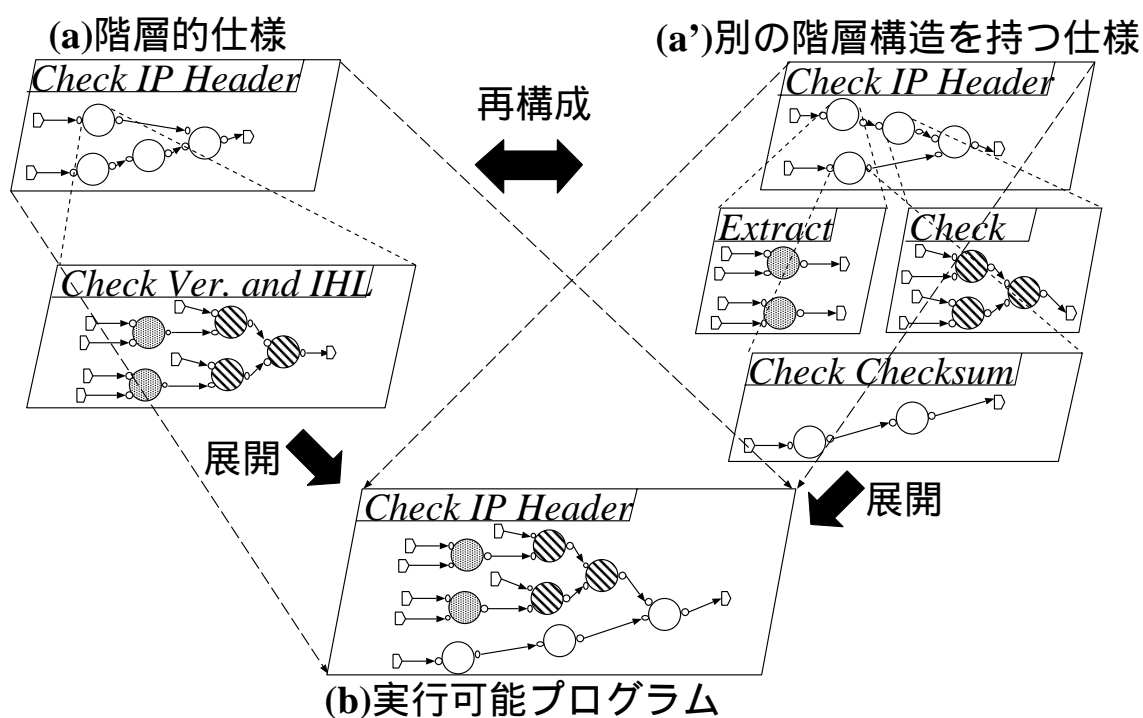 (a)階層的仕様
(a’)別の階層構造を持つ仕様
Check IP Header
再構成
Check IP Header
Extract
Check
Check Ver. and IHL
Check Checksum
展開
展開
Check IP Header
(b)実行可能プログラム